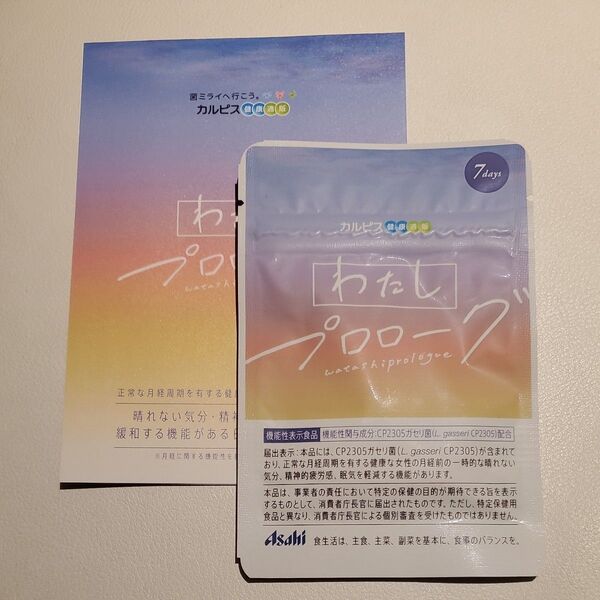 菌ミライへ行こう。
カルピス健康通販
わた
プロロ
watashi
正常な月経周期を有する健康
晴れない気分・精神
緩和する機能がある
※月経に関する機能性を
7days
カルピス健康通販
わたし
プロローグ
watashiprologue
機能性表示食品 機能性関与成分:CP2305ガセリ菌(L. gasseri CP2305)配合
届出表示:本品には、CP2305ガセリ菌(L. gasseri CP2305)が含まれて
おり、正常な月経周期を有する健康な女性の月経前の一時的な晴れない
気分、精神的疲労感、眠気を軽減する機能があります。
本品は、事業者の責任において特定の保健の目的が期待できる旨を表示
するものとして、消費者庁長官に届出されたものです。ただし、特定保健用
食品と異なり、消費者庁長官による個別審査を受けたものではありません。
Asahi 食生活は、主食、主菜、副菜を基本に、食事のバランスを。